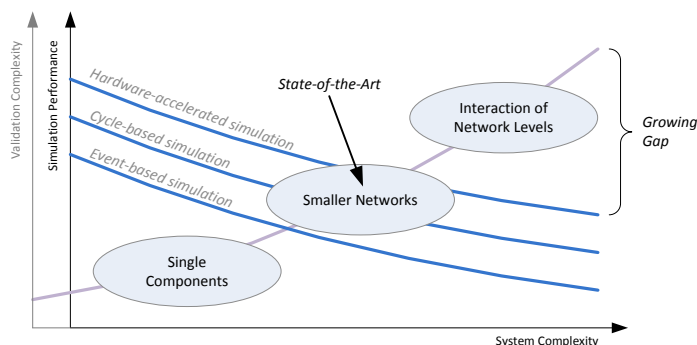 Validation Complexity
Simulation Performance
Hardware-accelerated simulation
Cycle-based simulation
Event-based simulation
State-of-the-Art
Interaction of
Network Levels
Growing
Gap
Smaller Networks
Single
Components
System Complexity